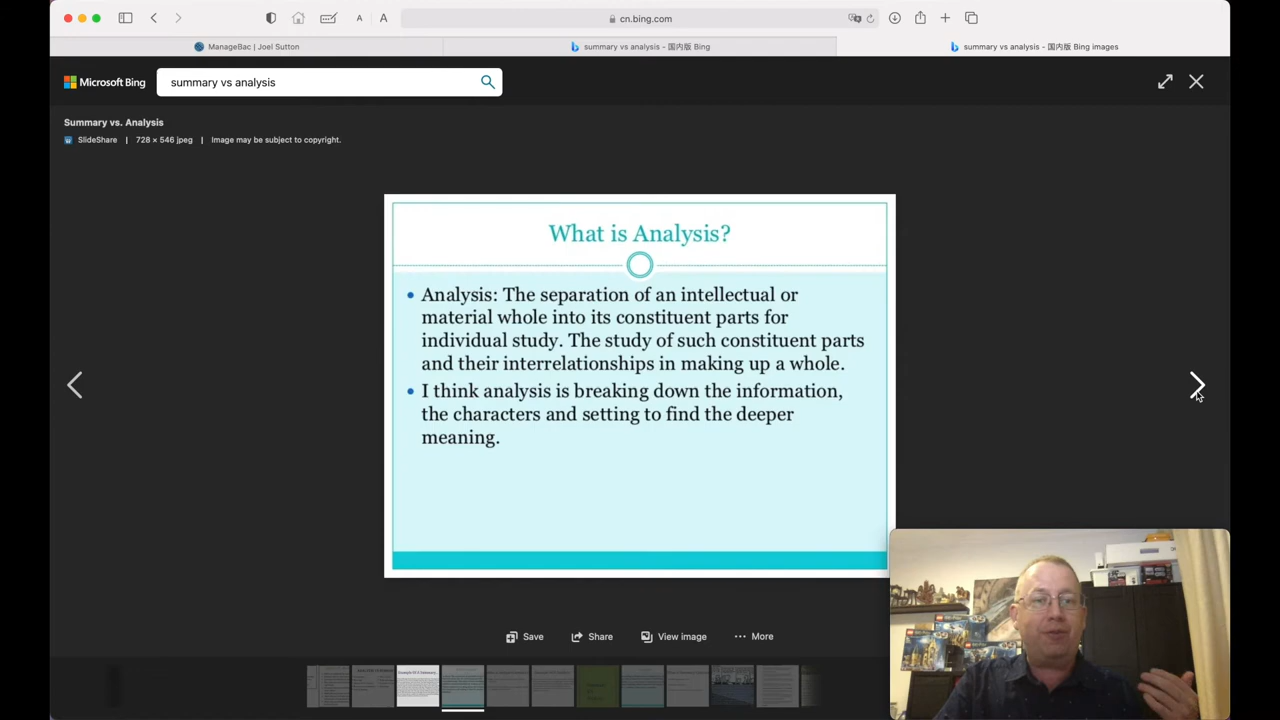 A
A
cn.bing.com
ManageBac | Joel Sutton
summary vs analysis - 国内版 Bing
summary vs analysis - 国内版 Bing images
Microsoft Bing
summary vs analysis
Summary vs. Analysis
SlideShare | 728 × 546 jpeg | Image may be subject to copyright.
What is Analysis?
• Analysis: The separation of an intellectual or
material whole into its constituent parts for
individual study. The study of such constituent parts
and their interrelationships in making up a whole.
• I think analysis is breaking down the information,
the characters and setting to find the deeper
meaning.
Save
Share
View image
More